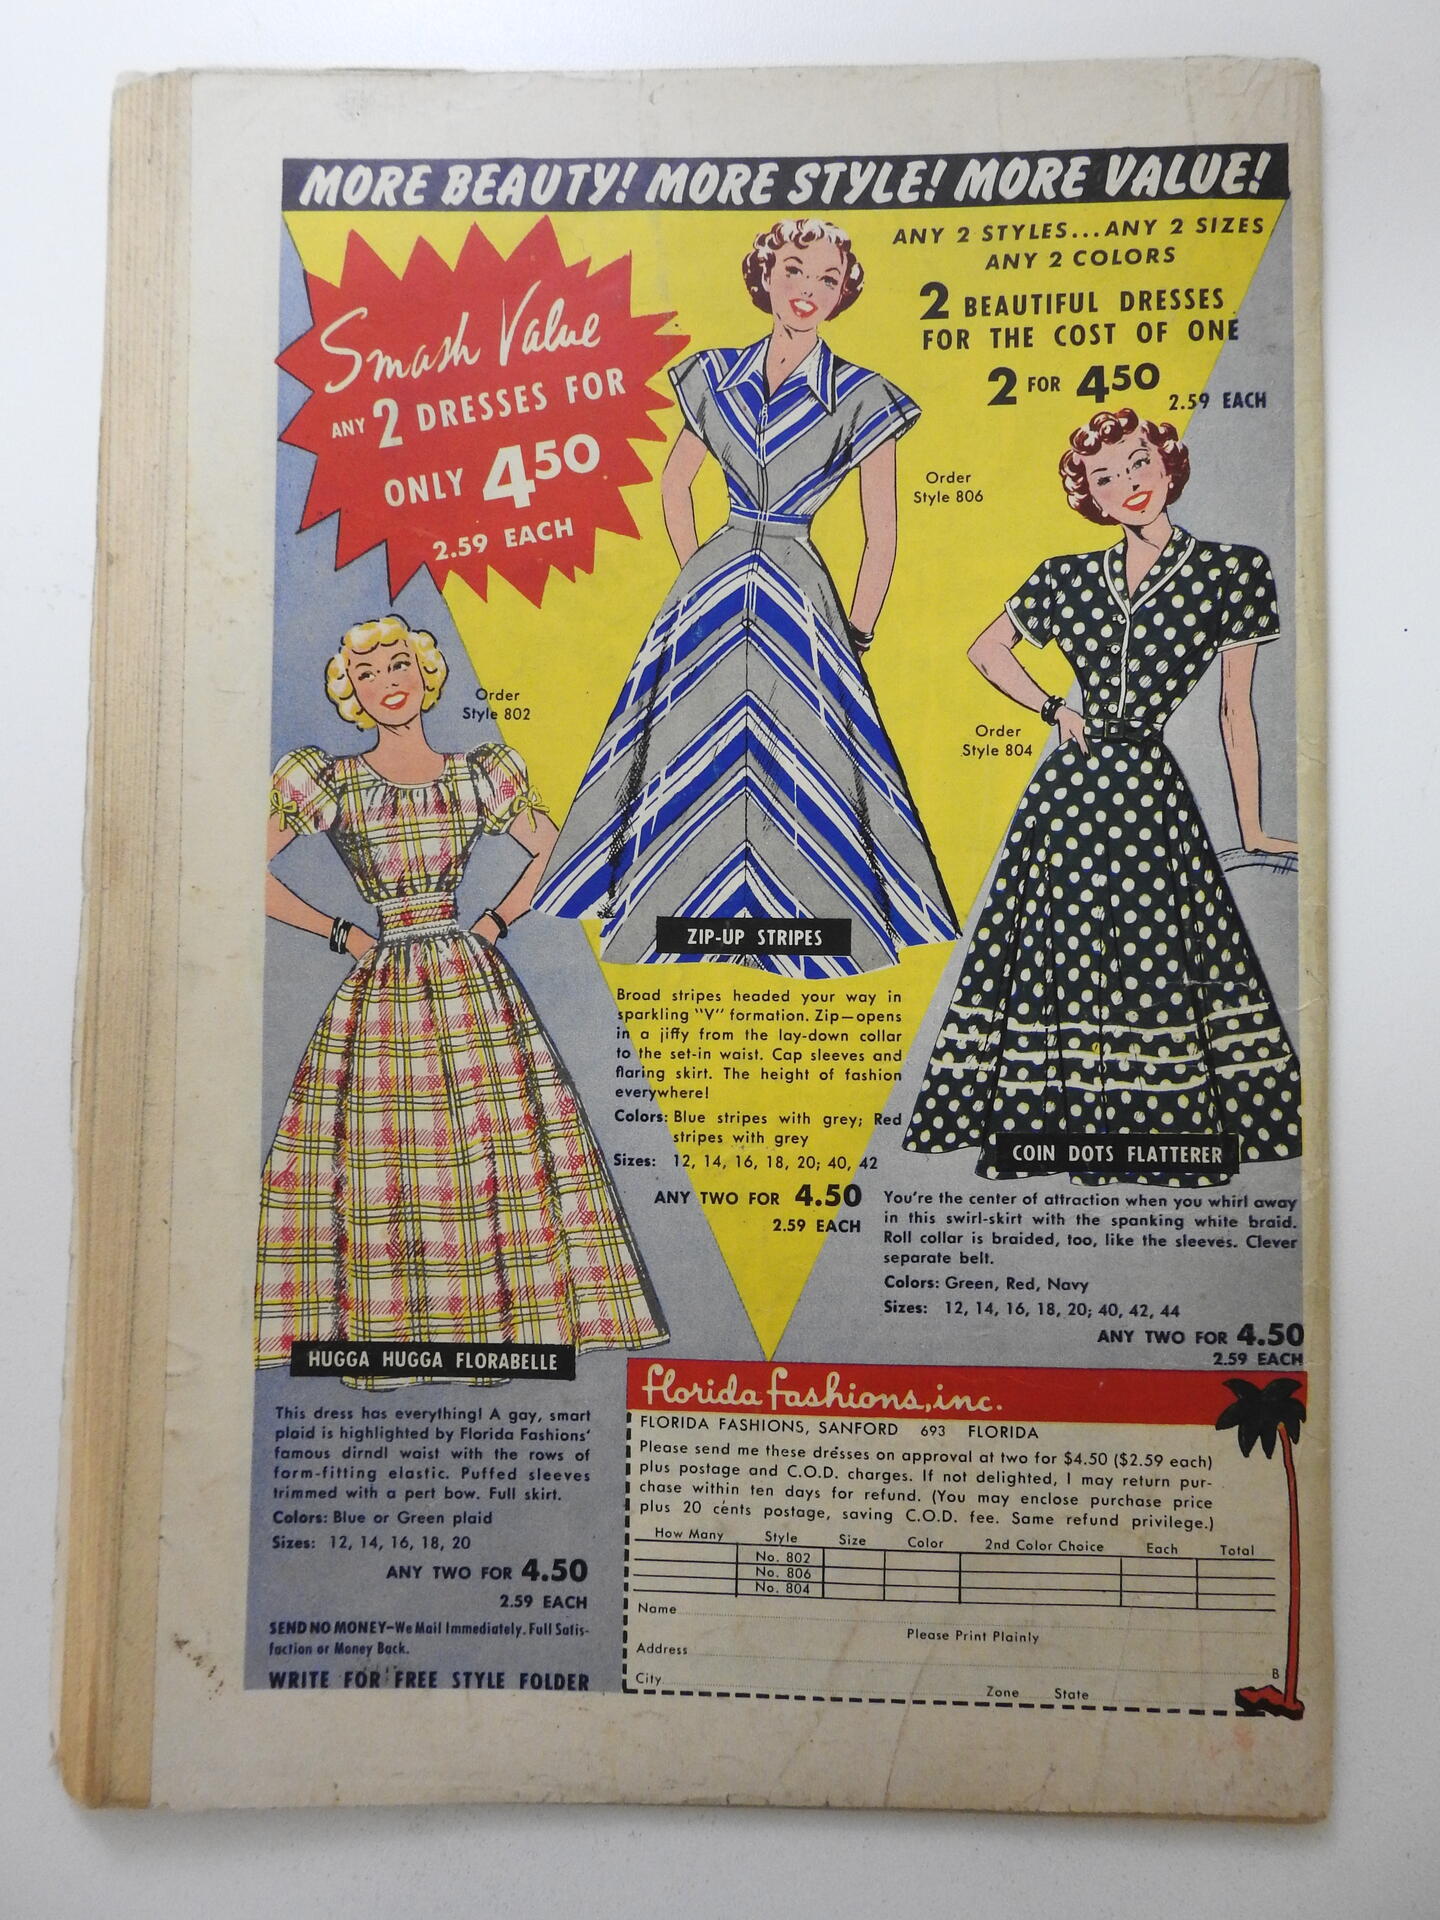 MORE BEAUTY! MORE STYLE! MORE VALUE!
Smash Value
ANY 2 DRESSES FOR
ONLY 4 50
2.59 EACH
ANY 2 STYLES...ANY 2 SIZES
ANY 2 COLORS
2 BEAUTIFUL DRESSES
FOR THE COST OF ONE
2 FOR 4 50
2.59 EACH
Order
Style 806
Order
Style 802
Order
Style 804
ZIP-UP STRIPES
Broad stripes headed your way in
sparkling "V" formation. Zip—opens
in a jiffy from the lay-down collar
to the set-in waist. Cap sleeves and
flaring skirt. The height of fashion
everywhere!
Colors: Blue stripes with grey; Red
stripes with grey
Sizes: 12, 14, 16, 18, 20; 40, 42
ANY TWO FOR 4.50
2.59 EACH
COIN DOTS FLATTERER
You're the center of attraction when you whirl away
in this swirl-skirt with the spanking white braid.
Roll collar is braided, too, like the sleeves. Clever
separate belt.
Colors: Green, Red, Navy
Sizes: 12, 14, 16, 18, 20; 40, 42, 44
ANY TWO FOR 4.50
2.59 EACH
HUGGA HUGGA FLORABELLE
This dress has everything! A gay, smart
plaid is highlighted by Florida Fashions'
famous dirndl waist with the rows of
form-fitting elastic. Puffed sleeves
trimmed with a pert bow. Full skirt.
Colors: Blue or Green plaid
Sizes: 12, 14, 16, 18, 20
ANY TWO FOR 4.50
2.59 EACH
SEND NO MONEY—We Mail Immediately. Full Satis-
faction or Money Back.
WRITE FOR FREE STYLE FOLDER
florida fashions, inc.
FLORIDA FASHIONS, SANFORD 693 FLORIDA
Please send me these dresses on approval at two for $4.50 ($2.59 each)
plus postage and C.O.D. charges. If not delighted, I may return pur-
chase within ten days for refund. (You may enclose purchase price
plus 20 cents postage, saving C.O.D. fee. Same refund privilege.)
How Many Style Size Color 2nd Color Choice Each Total
No. 802
No. 806
No. 804
Name
Please Print Plainly
Address
B
City Zone State